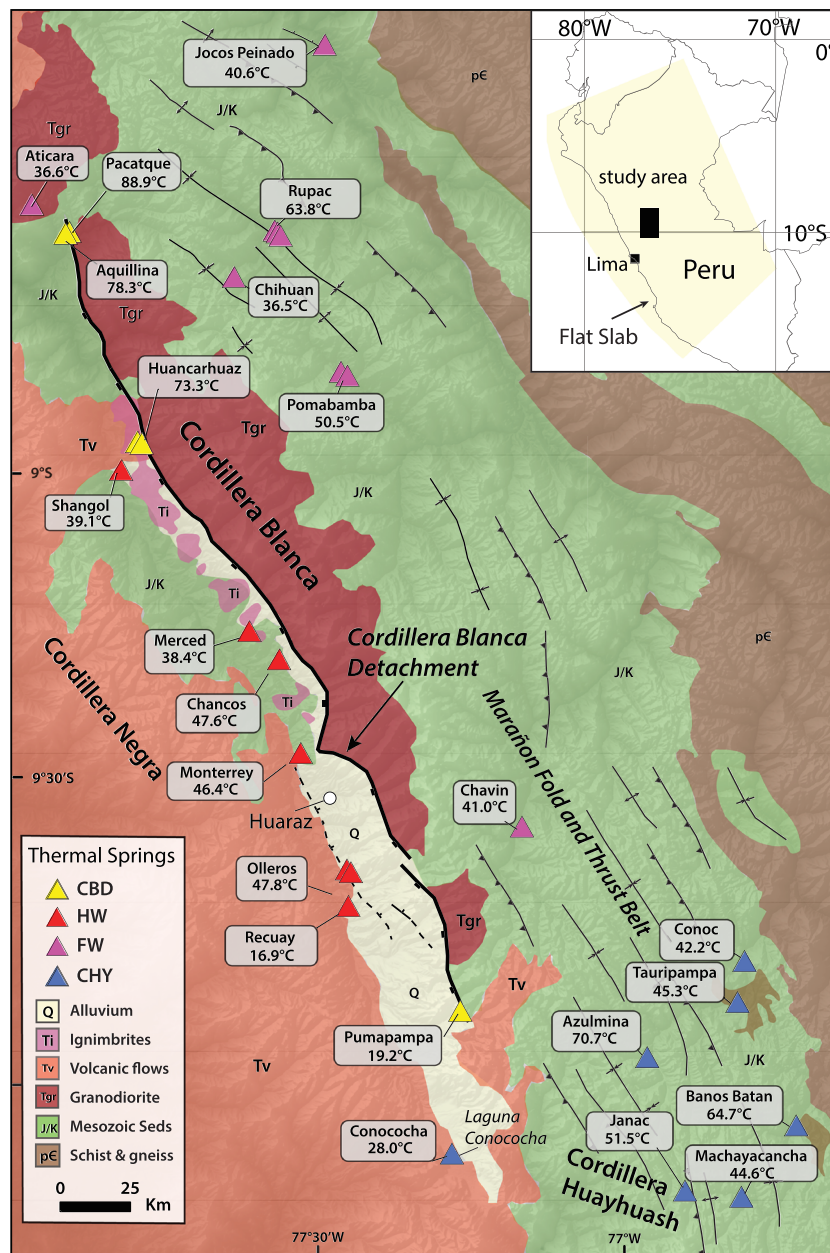 80°W
70°W
0°
study area
10°S
Lima
Peru
Flat Slab
Jocos Peinado
40.6°C
pЄ
J/K
Tgr
Aticara
36.6°C
Pacatque
88.9°C
Rupac
63.8°C
Aquillina
78.3°C
J/K
Tgr
Chihuan
36.5°C
Huancarhuaz
73.3°C
Pomabamba
50.5°C
Tv
Tgr
9°S
Cordillera Blanca
J/K
Shangol
39.1°C
Ti
J/K
Ti
Merced
38.4°C
Cordillera Blanca
Detachment
pЄ
Cordillera Negra
J/K
Chancos
47.6°C
Ti
Marañon Fold and Thrust Belt
Monterrey
46.4°C
9°30'S
Chavin
41.0°C
Huaraz
Q
Thermal Springs
CBD
HW
FW
CHY
Q Alluvium
Ti Ignimbrites
Tv Volcanic flows
Tgr Granodiorite
J/K Mesozoic Seds
pЄ Schist & gneiss
0 25
Km
Olleros
47.8°C
Recuay
16.9°C
Tgr
Conoc
42.2°C
Tauripampa
45.3°C
Tv
Q
Azulmina
70.7°C
Pumapampa
19.2°C
Tv
J/K
Banos Batan
64.7°C
Laguna
Conococha
Conococha
28.0°C
Janac
51.5°C
Machayacancha
44.6°C
Cordillera
Huayhuash
77°30'W
77°W